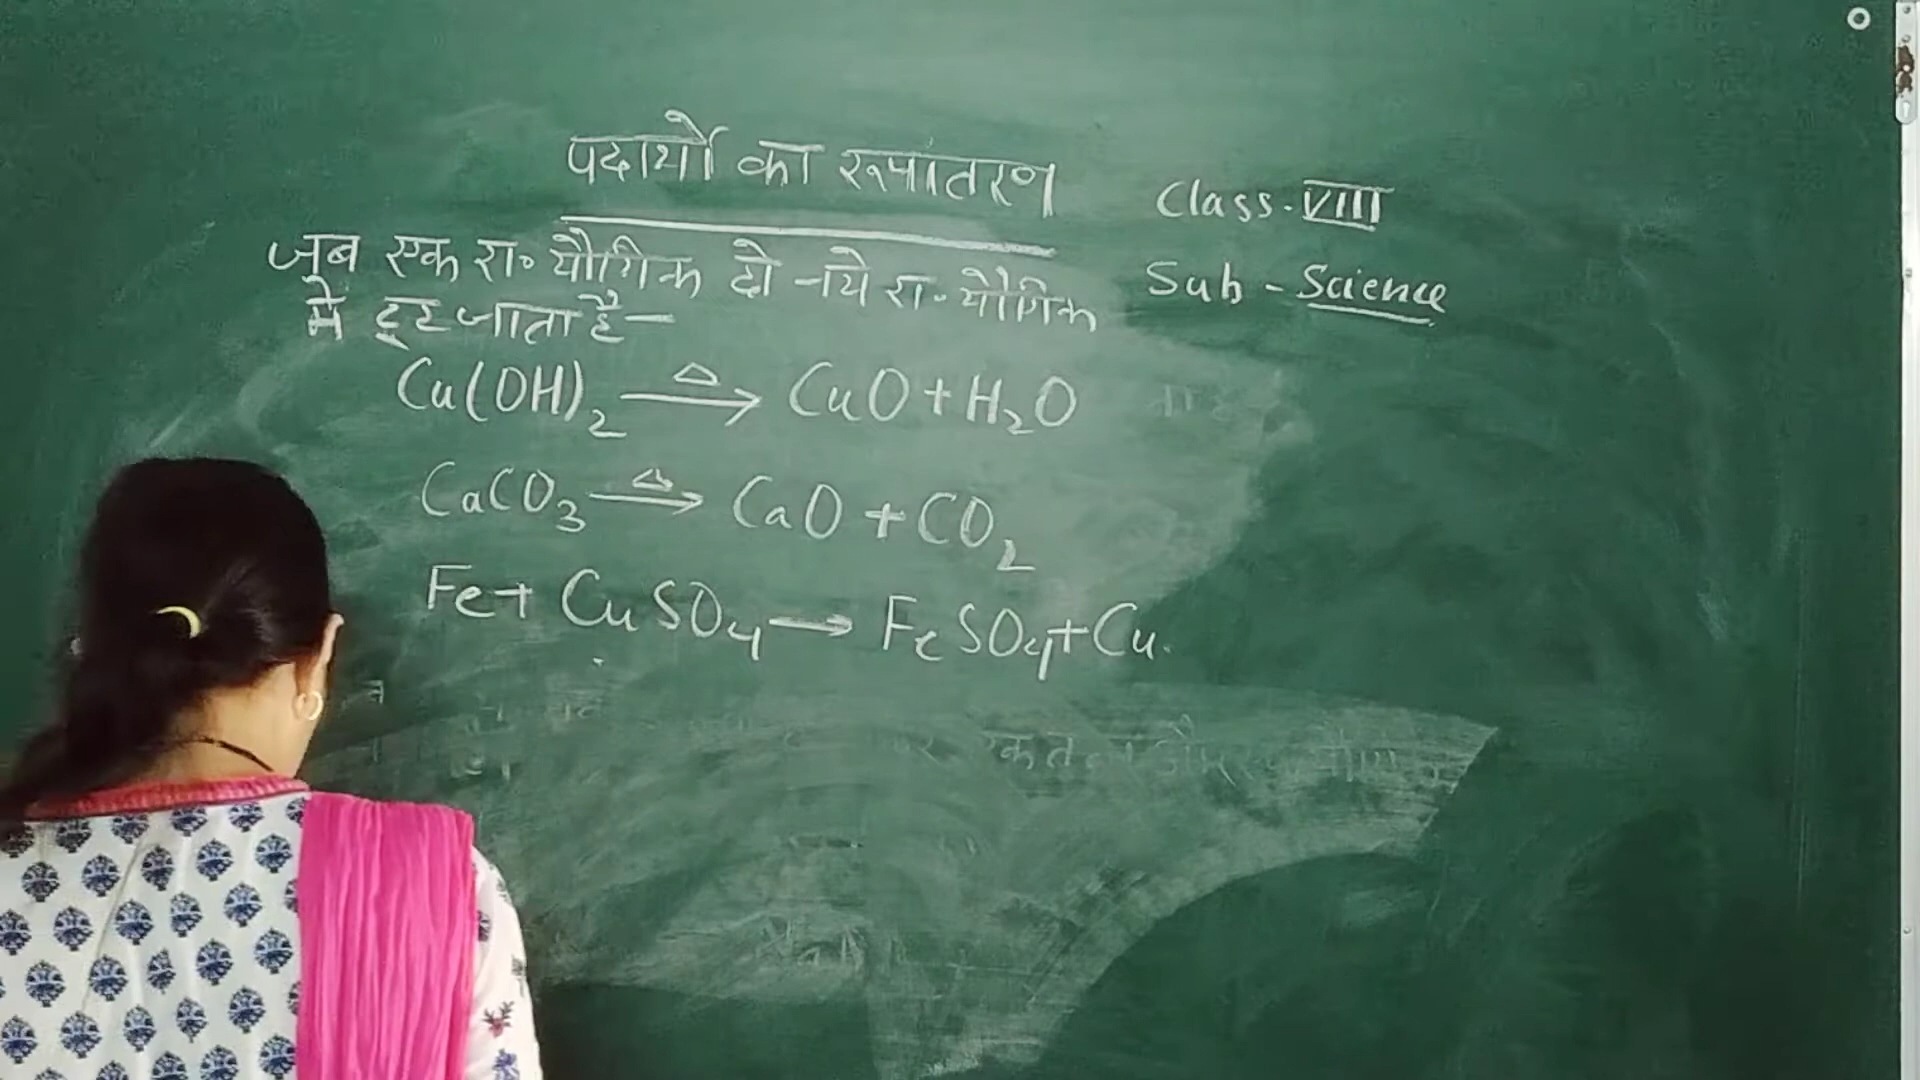 पदार्थो का रूपांतरण
Class. VIII
Sub - Science
जब एक रा० यौगिक दो नये रा. यौगिक
मे टूट जाता है-
Cu(OH)₂ —△→ CuO + H₂O
CaCO₃ —△→ CaO + CO₂
Fe + CuSO₄ → FeSO₄ + Cu.